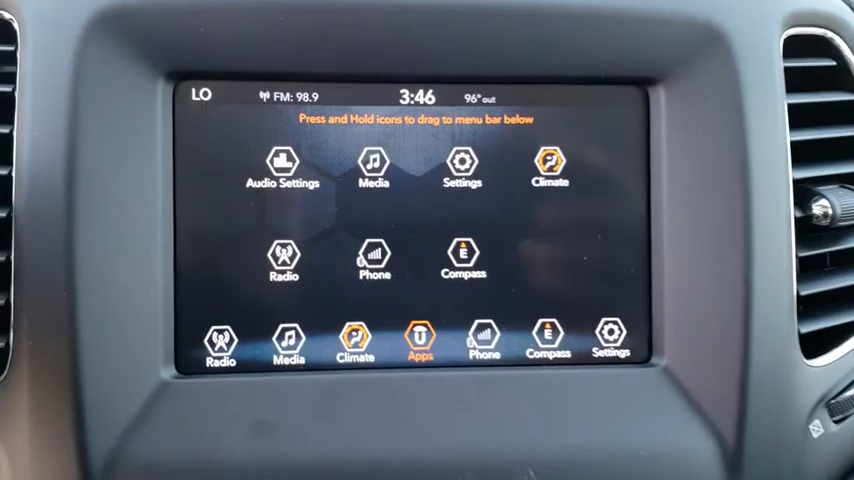 LO FM: 98.9 3:46 96° out
Press and Hold icons to drag to menu bar below
Audio Settings Media Settings Climate
E
Radio Phone Compass
U E
Radio Media Climate Apps Phone Compass Settings